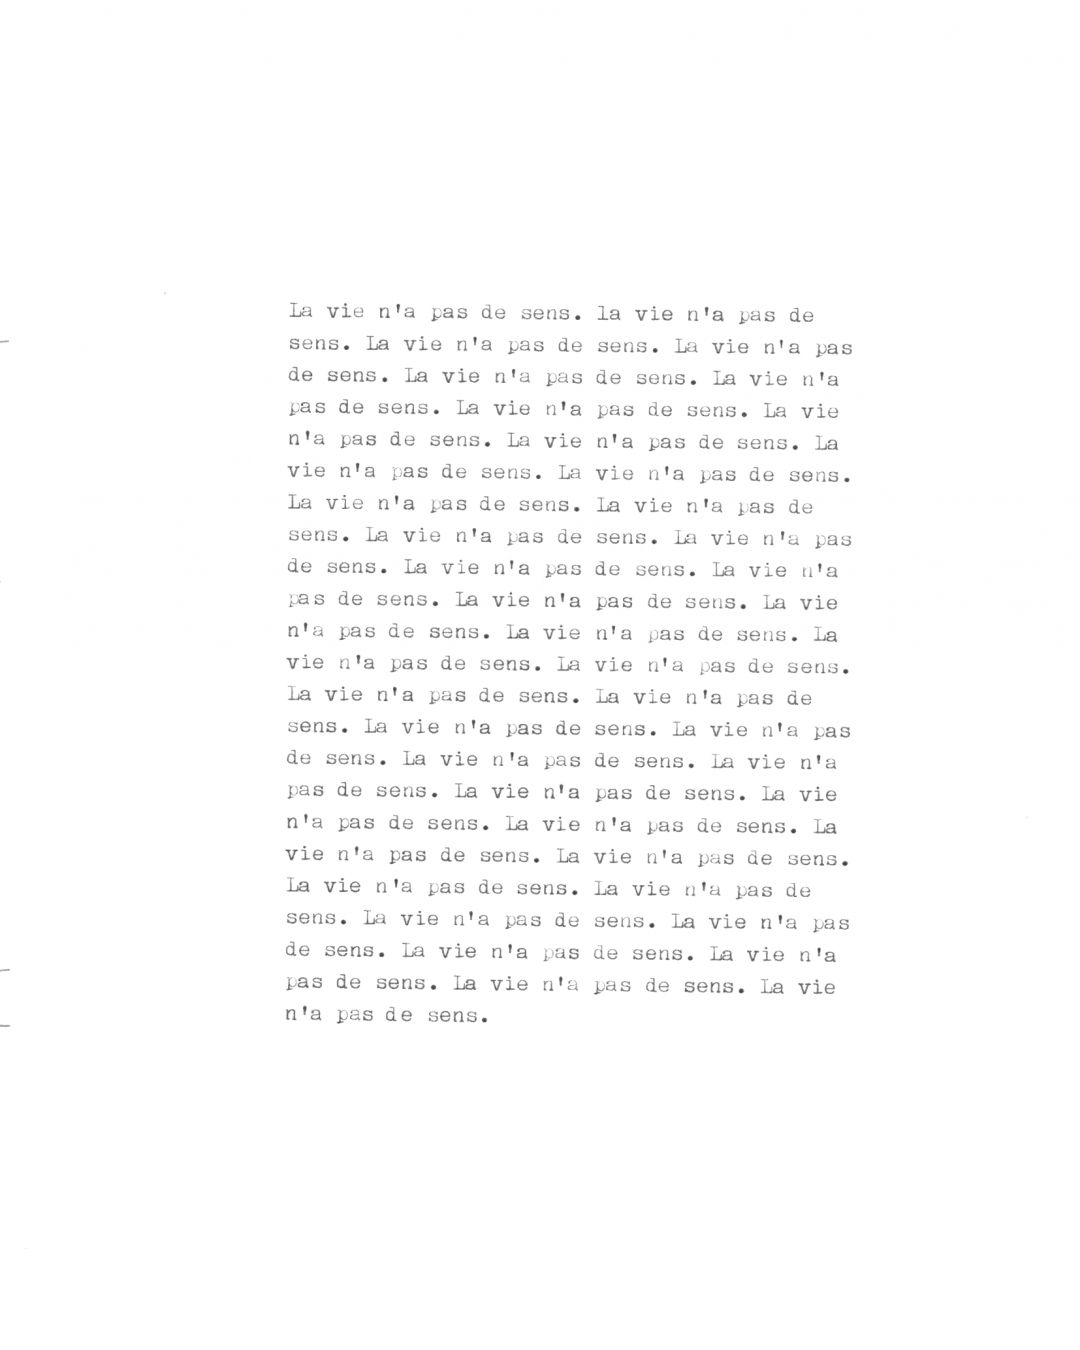 La vie n'a pas de sens. la vie n'a pas de
sens. La vie n'a pas de sens. La vie n'a pas
de sens. La vie n'a pas de sens. La vie n'a
pas de sens. La vie n'a pas de sens. La vie
n'a pas de sens. La vie n'a pas de sens. La
vie n'a pas de sens. La vie n'a pas de sens.
La vie n'a pas de sens. La vie n'a pas de
sens. La vie n'a pas de sens. La vie n'a pas
de sens. La vie n'a pas de sens. La vie n'a
pas de sens. La vie n'a pas de sens. La vie
n'a pas de sens. La vie n'a pas de sens. La
vie n'a pas de sens. La vie n'a pas de sens.
La vie n'a pas de sens. La vie n'a pas de
sens. La vie n'a pas de sens. La vie n'a pas
de sens. La vie n'a pas de sens. La vie n'a
pas de sens. La vie n'a pas de sens. La vie
n'a pas de sens. La vie n'a pas de sens. La
vie n'a pas de sens. La vie n'a pas de sens.
La vie n'a pas de sens. La vie n'a pas de
sens. La vie n'a pas de sens. La vie n'a pas
de sens. La vie n'a pas de sens. La vie n'a
pas de sens. La vie n'a pas de sens. La vie
n'a pas de sens.